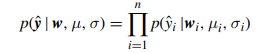 p(ŷ | w, μ, σ) = ∏_{i=1}^{n} p(ŷ_i | w_i, μ_i, σ_i)